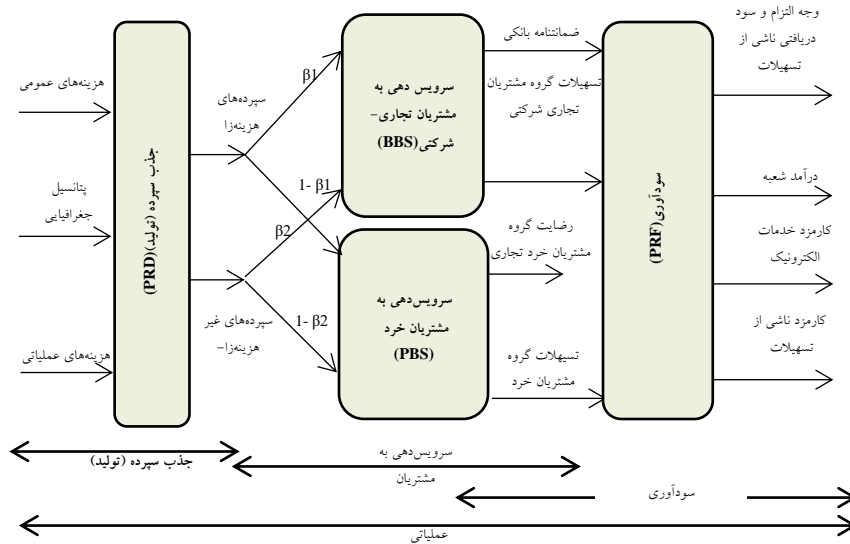 هزینه‌های عمومی
پتانسیل
جغرافیایی
هزینه‌های عملیاتی
جذب سپرده (تولید)(PRD)
سپرده‌های
هزینه‌زا
سپرده‌های غیر
هزینه‌زا-
β1
1- β1
β2
1- β2
سرویس دهی به
مشتریان تجاری-
شرکتی(BBS)
سرویس‌دهی به
مشتریان خرد
(PBS)
ضمانتنامه بانکی
تسهیلات گروه مشتریان
تجاری شرکتی
رضایت گروه
مشتریان خرد تجاری
تسیهلات گروه
مشتریان خرد
سودآوری(PRF)
وجه التزام و سود
دریافتی ناشی از
تسهیلات
درآمد شعبه
کارمزد خدمات
الکترونیک
کارمزد ناشی از
تسهیلات
جذب سپرده (تولید)
سرویس‌دهی به
مشتریان
سودآوری
عملیاتی